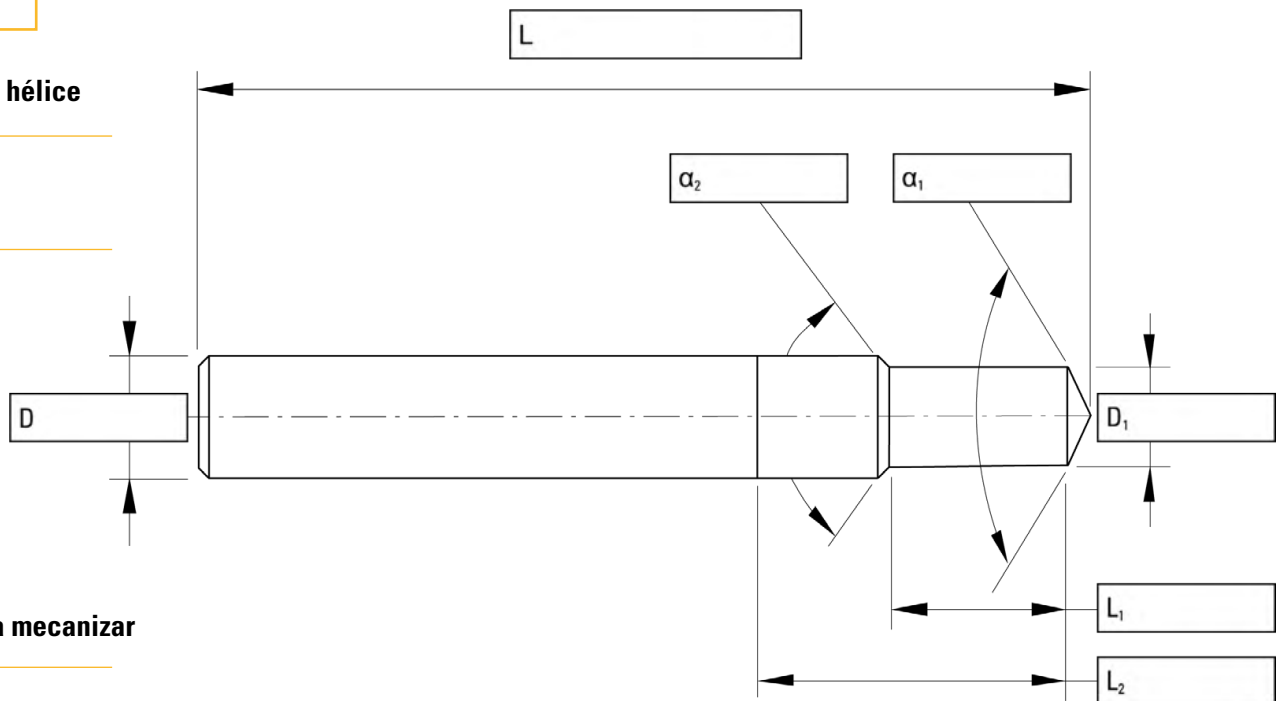 L
hélice
α₂
α₁
D
D₁
mecanizar
L₁
L₂